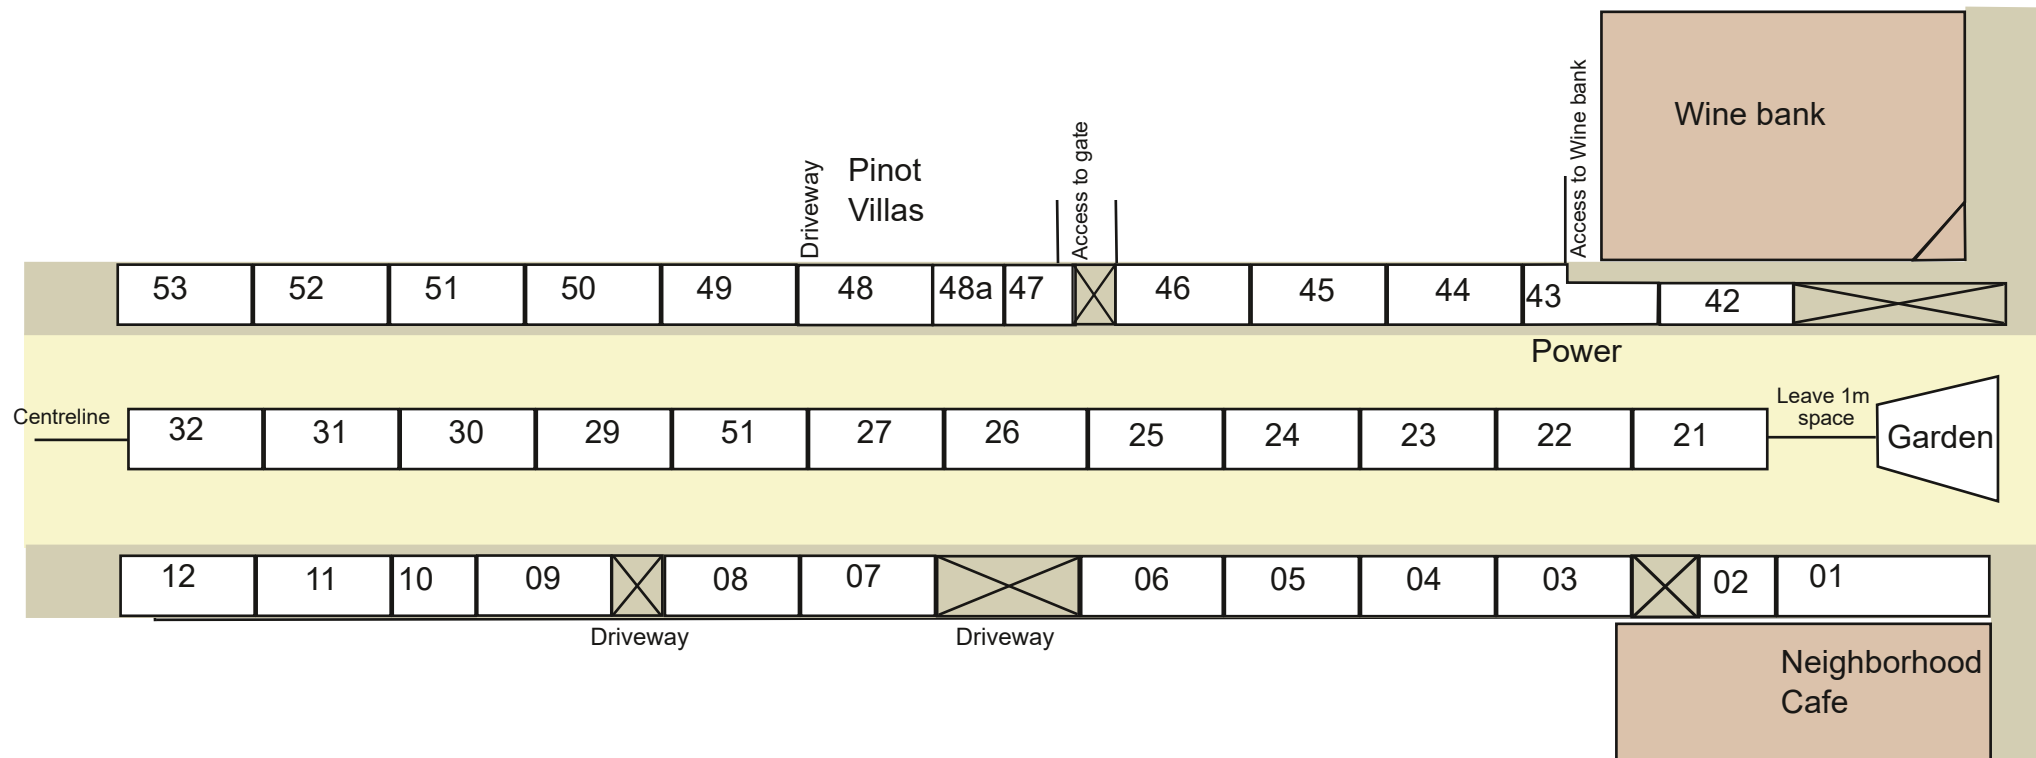 Wine bank
Access to Wine bank
Access to gate
Driveway
Pinot
Villas
53
52
51
50
49
48
48a
47
46
45
44
43
42
Power
Centreline
32
31
30
29
51
27
26
25
24
23
22
21
Leave 1m
space
Garden
12
11
10
09
08
07
06
05
04
03
02
01
Driveway
Driveway
Neighborhood
Cafe